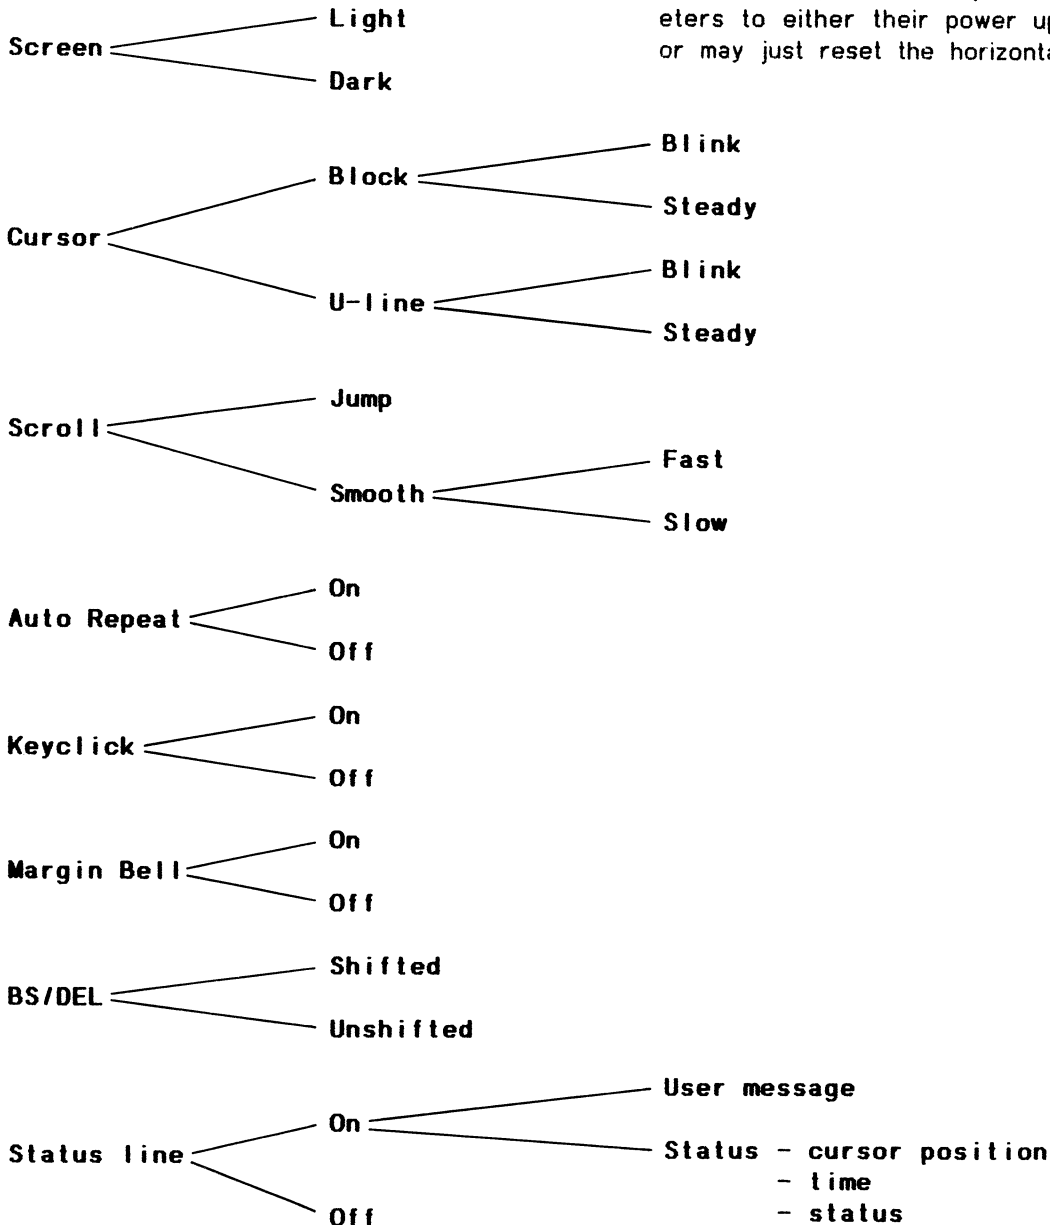 eters to either their power up
or may just reset the horizonta
Screen
Light
Dark
Cursor
Block
Blink
Steady
U-line
Blink
Steady
Scroll
Jump
Smooth
Fast
Slow
Auto Repeat
On
Off
Keyclick
On
Off
Margin Bell
On
Off
BS/DEL
Shifted
Unshifted
Status line
On
User message
Status - cursor position
- time
- status
Off